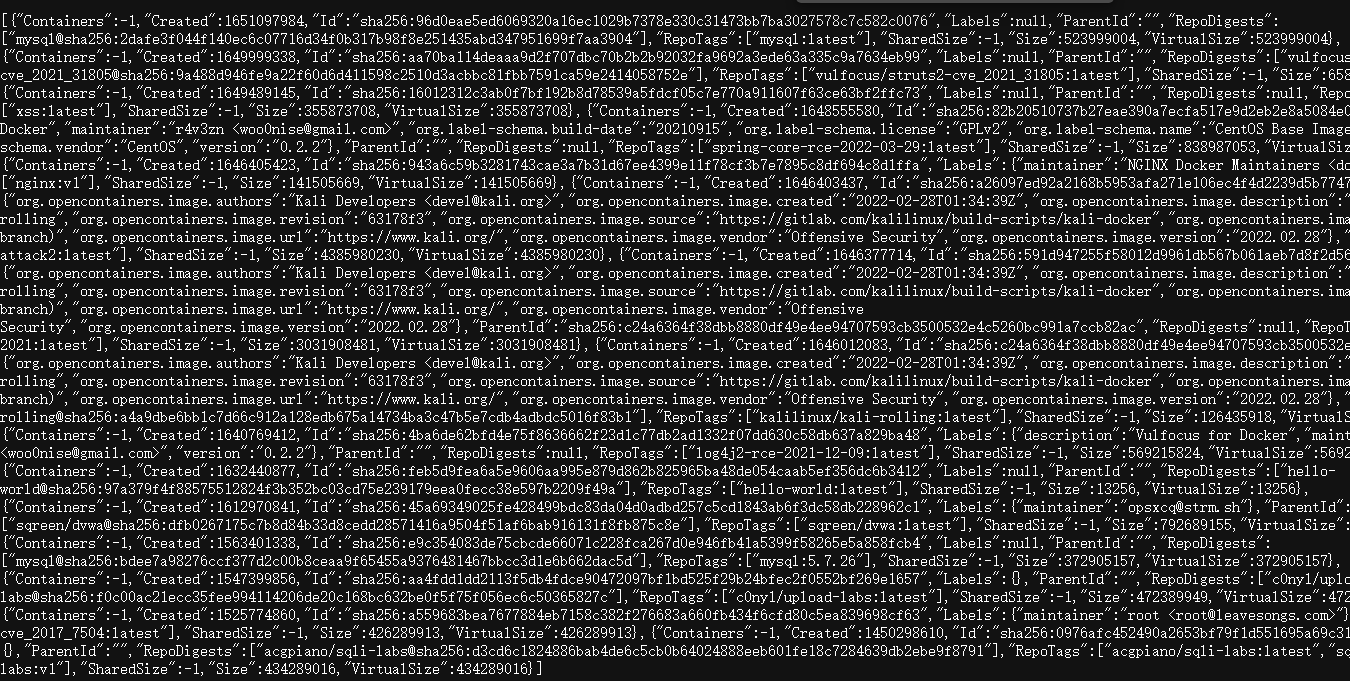 [{"Containers":-1,"Created":1651097984,"Id":"sha256:96d0eae5ed6069320a16ec1029b7378e330c31473bb7ba3027578c7c582c0076","Labels":null,"ParentId":"","RepoDigests":
["mysql@sha256:2dafe3f044f140ec6c07716d34f0b317b98f8e251435abd347951699f7aa3904"],"RepoTags":["mysql:latest"],"SharedSize":-1,"Size":523999004,"VirtualSize":523999004},
{"Containers":-1,"Created":1649999338,"Id":"sha256:aa70ba114deaaa9d2f707dbc70b2b2b92032fa9692a3ede63a335c9a7634eb99","Labels":null,"ParentId":"","RepoDigests":["vulfocus
cve_2021_31805@sha256:9a488d946fe9a22f60d6d411598c2510d3acbbc81fbb7591ca59e2414058752e"],"RepoTags":["vulfocus/struts2-cve_2021_31805:latest"],"SharedSize":-1,"Size":658
{"Containers":-1,"Created":1649489145,"Id":"sha256:16012312c3ab0f7bf192b8d78539a5fdcf05c7e770a911607f63ce63bf2ffc73","Labels":null,"ParentId":"","RepoDigests":null,"Repo
["xss:latest"],"SharedSize":-1,"Size":355873708,"VirtualSize":355873708}, {"Containers":-1,"Created":1648555580,"Id":"sha256:82b20510737b27eae390a7ecfa517e9d2eb2e8a5084e0
Docker","maintainer":"r4v3zn <woo0nise@gmail.com>","org.label-schema.build-date":"20210915","org.label-schema.license":"GPLv2","org.label-schema.name":"CentOS Base Image
schema.vendor":"CentOS","version":"0.2.2"},"ParentId":"","RepoDigests":null,"RepoTags":["spring-core-rce-2022-03-29:latest"],"SharedSize":-1,"Size":838987053,"VirtualSiz
{"Containers":-1,"Created":1646405423,"Id":"sha256:943a6c59b3281743cae3a7b31d67ee4399e11f78cf3b7e7895c8df694c8d1ffa","Labels":{"maintainer":"NGINX Docker Maintainers <do
["nginx:v1"],"SharedSize":-1,"Size":141505669,"VirtualSize":141505669}, {"Containers":-1,"Created":1646403437,"Id":"sha256:a26097ed92a2168b5953afa271e106ec4f4d2239d5b7747
{"org.opencontainers.image.authors":"Kali Developers <devel@kali.org>","org.opencontainers.image.created":"2022-02-28T01:34:39Z","org.opencontainers.image.description":"
rolling","org.opencontainers.image.revision":"63178f3","org.opencontainers.image.source":"https://gitlab.com/kalilinux/build-scripts/kali-docker","org.opencontainers.ima
branch)","org.opencontainers.image.url":"https://www.kali.org/","org.opencontainers.image.vendor":"Offensive Security","org.opencontainers.image.version":"2022.02.28"},"
attack2:latest"],"SharedSize":-1,"Size":4385980230,"VirtualSize":4385980230}, {"Containers":-1,"Created":1646377714,"Id":"sha256:591d947255f58012d9961db567b061aeb7d8f2d56
{"org.opencontainers.image.authors":"Kali Developers <devel@kali.org>","org.opencontainers.image.created":"2022-02-28T01:34:39Z","org.opencontainers.image.description":"
rolling","org.opencontainers.image.revision":"63178f3","org.opencontainers.image.source":"https://gitlab.com/kalilinux/build-scripts/kali-docker","org.opencontainers.ima
branch)","org.opencontainers.image.url":"https://www.kali.org/","org.opencontainers.image.vendor":"Offensive
Security","org.opencontainers.image.version":"2022.02.28"},"ParentId":"sha256:c24a6364f38dbb8880df49e4ee94707593cb3500532e4c5260bc991a7ccb82ac","RepoDigests":null,"RepoT
2021:latest"],"SharedSize":-1,"Size":3031908481,"VirtualSize":3031908481}, {"Containers":-1,"Created":1646012083,"Id":"sha256:c24a6364f38dbb8880df49e4ee94707593cb3500532e
{"org.opencontainers.image.authors":"Kali Developers <devel@kali.org>","org.opencontainers.image.created":"2022-02-28T01:34:39Z","org.opencontainers.image.description":"
rolling","org.opencontainers.image.revision":"63178f3","org.opencontainers.image.source":"https://gitlab.com/kalilinux/build-scripts/kali-docker","org.opencontainers.ima
branch)","org.opencontainers.image.url":"https://www.kali.org/","org.opencontainers.image.vendor":"Offensive Security","org.opencontainers.image.version":"2022.02.28"},"
rolling@sha256:a4a9dbe6bb1c7d66c912a128edb675a14734ba3c47b5e7cdb4adbdc5016f83b1"],"RepoTags":["kalilinux/kali-rolling:latest"],"SharedSize":-1,"Size":126435918,"VirtualS
{"Containers":-1,"Created":1640769412,"Id":"sha256:4ba6de62bfd4e75f8636662f23d1c77db2ad1332f07dd630c58db637a829ba48","Labels":{"description":"Vulfocus for Docker","maint
<woo0nise@gmail.com>","version":"0.2.2"},"ParentId":"","RepoDigests":null,"RepoTags":["log4j2-rce-2021-12-09:latest"],"SharedSize":-1,"Size":569215824,"VirtualSize":5692
{"Containers":-1,"Created":1632440877,"Id":"sha256:feb5d9fea6a5e9606aa995e879d862b825965ba48de054caab5ef356dc6b3412","Labels":null,"ParentId":"","RepoDigests":["hello-
world@sha256:97a379f4f88575512824f3b352bc03cd75e239179eea0fecc38e597b2209f49a"],"RepoTags":["hello-world:latest"],"SharedSize":-1,"Size":13256,"VirtualSize":13256},
{"Containers":-1,"Created":1612970841,"Id":"sha256:45a69349025fe428499bdc83da04d0adbd257c5cd1843ab6f3dc58db228962c1","Labels":{"maintainer":"opsxcq@strm.sh"},"ParentId":
["sqreen/dvwa@sha256:dfb0267175c7b8d84b33d8cedd28571416a9504f51af6bab916131f8fb875c8e"],"RepoTags":["sqreen/dvwa:latest"],"SharedSize":-1,"Size":792689155,"VirtualSize":
{"Containers":-1,"Created":1563401338,"Id":"sha256:e9c354083de75cbcde66071c228fca267d0e946fb41a5399f58265e5a858fcb4","Labels":null,"ParentId":"","RepoDigests":
["mysql@sha256:bdee7a98276ccf377d2c00b8ceaa9f65455a9376481467bbcc3d1e6b662dac5d"],"RepoTags":["mysql:5.7.26"],"SharedSize":-1,"Size":372905157,"VirtualSize":372905157},
{"Containers":-1,"Created":1547399856,"Id":"sha256:aa4fdd1dd2113f5db4fdce90472097bf1bd525f29b24bfec2f0552bf269e1657","Labels":{},"ParentId":"","RepoDigests":["c0ny1/uplo
labs@sha256:f0c00ac21ecc35fee994114206de20c168bc632be0f5f75f056ec6c50365827c"],"RepoTags":["c0ny1/upload-labs:latest"],"SharedSize":-1,"Size":472389949,"VirtualSize":472
{"Containers":-1,"Created":1525774860,"Id":"sha256:a559683bea7677884eb7158c382f276683a660fb434f6cfd80c5ea839698cf63","Labels":{"maintainer":"root <root@leavesongs.com>"}
cve_2017_7504:latest"],"SharedSize":-1,"Size":426289913,"VirtualSize":426289913}, {"Containers":-1,"Created":1450298610,"Id":"sha256:0976afc452490a2653bf79f1d551695a69c31
{},"ParentId":"","RepoDigests":["acgpiano/sqli-labs@sha256:d3cd6c1824886bab4de6c5cb0b64024888eeb601fe18c7284639db2ebe9f8791"],"RepoTags":["acgpiano/sqli-labs:latest","sq
labs:v1"],"SharedSize":-1,"Size":434289016,"VirtualSize":434289016}]